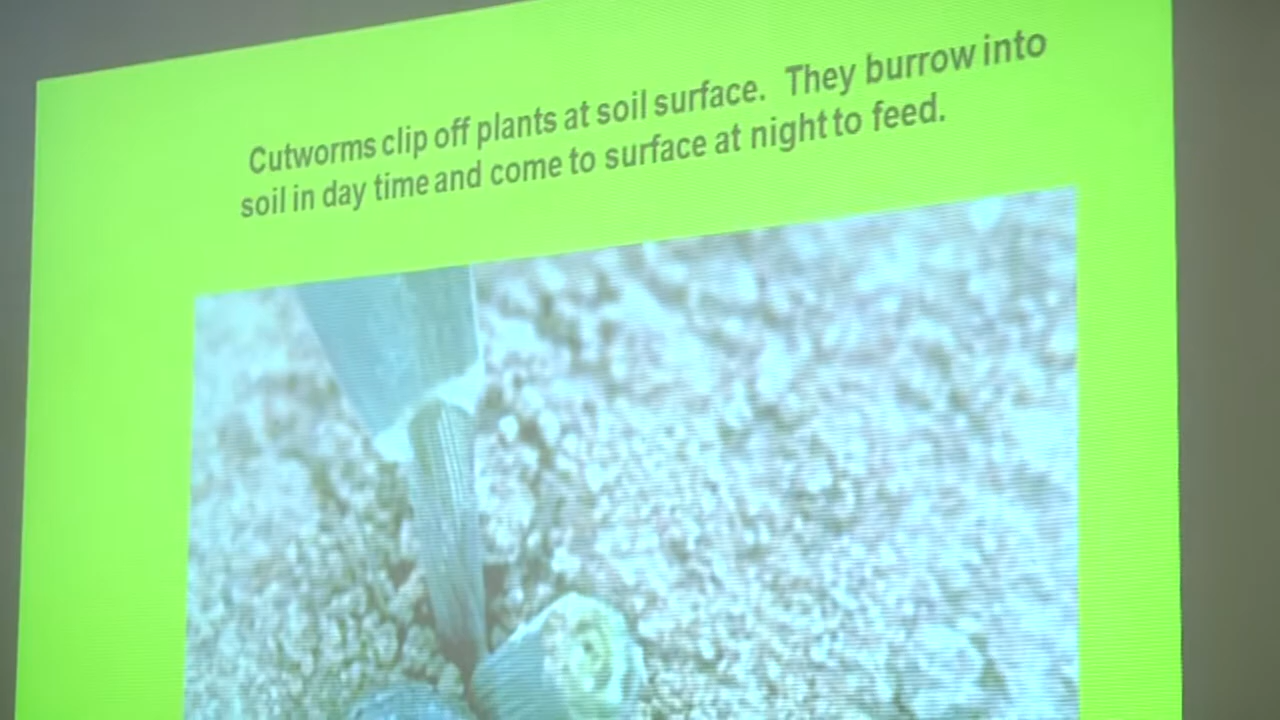 Cutworms clip off plants at soil surface. They burrow into
soil in day time and come to surface at night to feed.